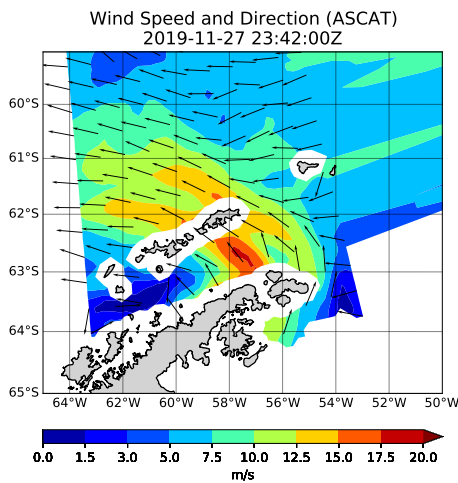 Wind Speed and Direction (ASCAT)
2019-11-27 23:42:00Z
60°S
61°S
62°S
63°S
64°S
65°S
64°W 62°W 60°W 58°W 56°W 54°W 52°W 50°W
0.0 1.5 3.0 5.0 7.5 10.0 12.5 15.0 17.5 20.0
m/s